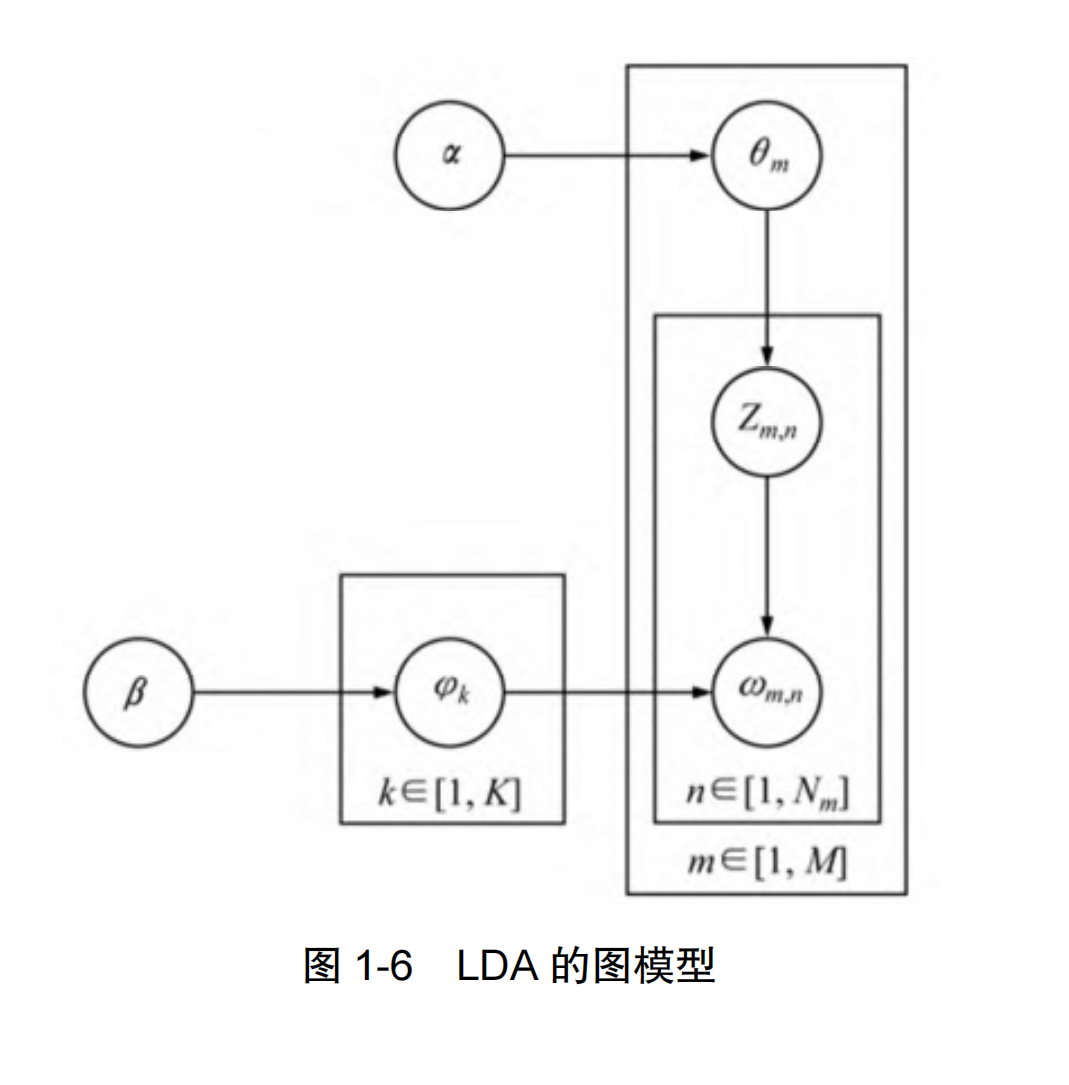 α
θm
Zm,n
β
φk
ωm,n
k∈[1, K]
n∈[1, Nm]
m∈[1, M]
图 1-6 LDA 的图模型